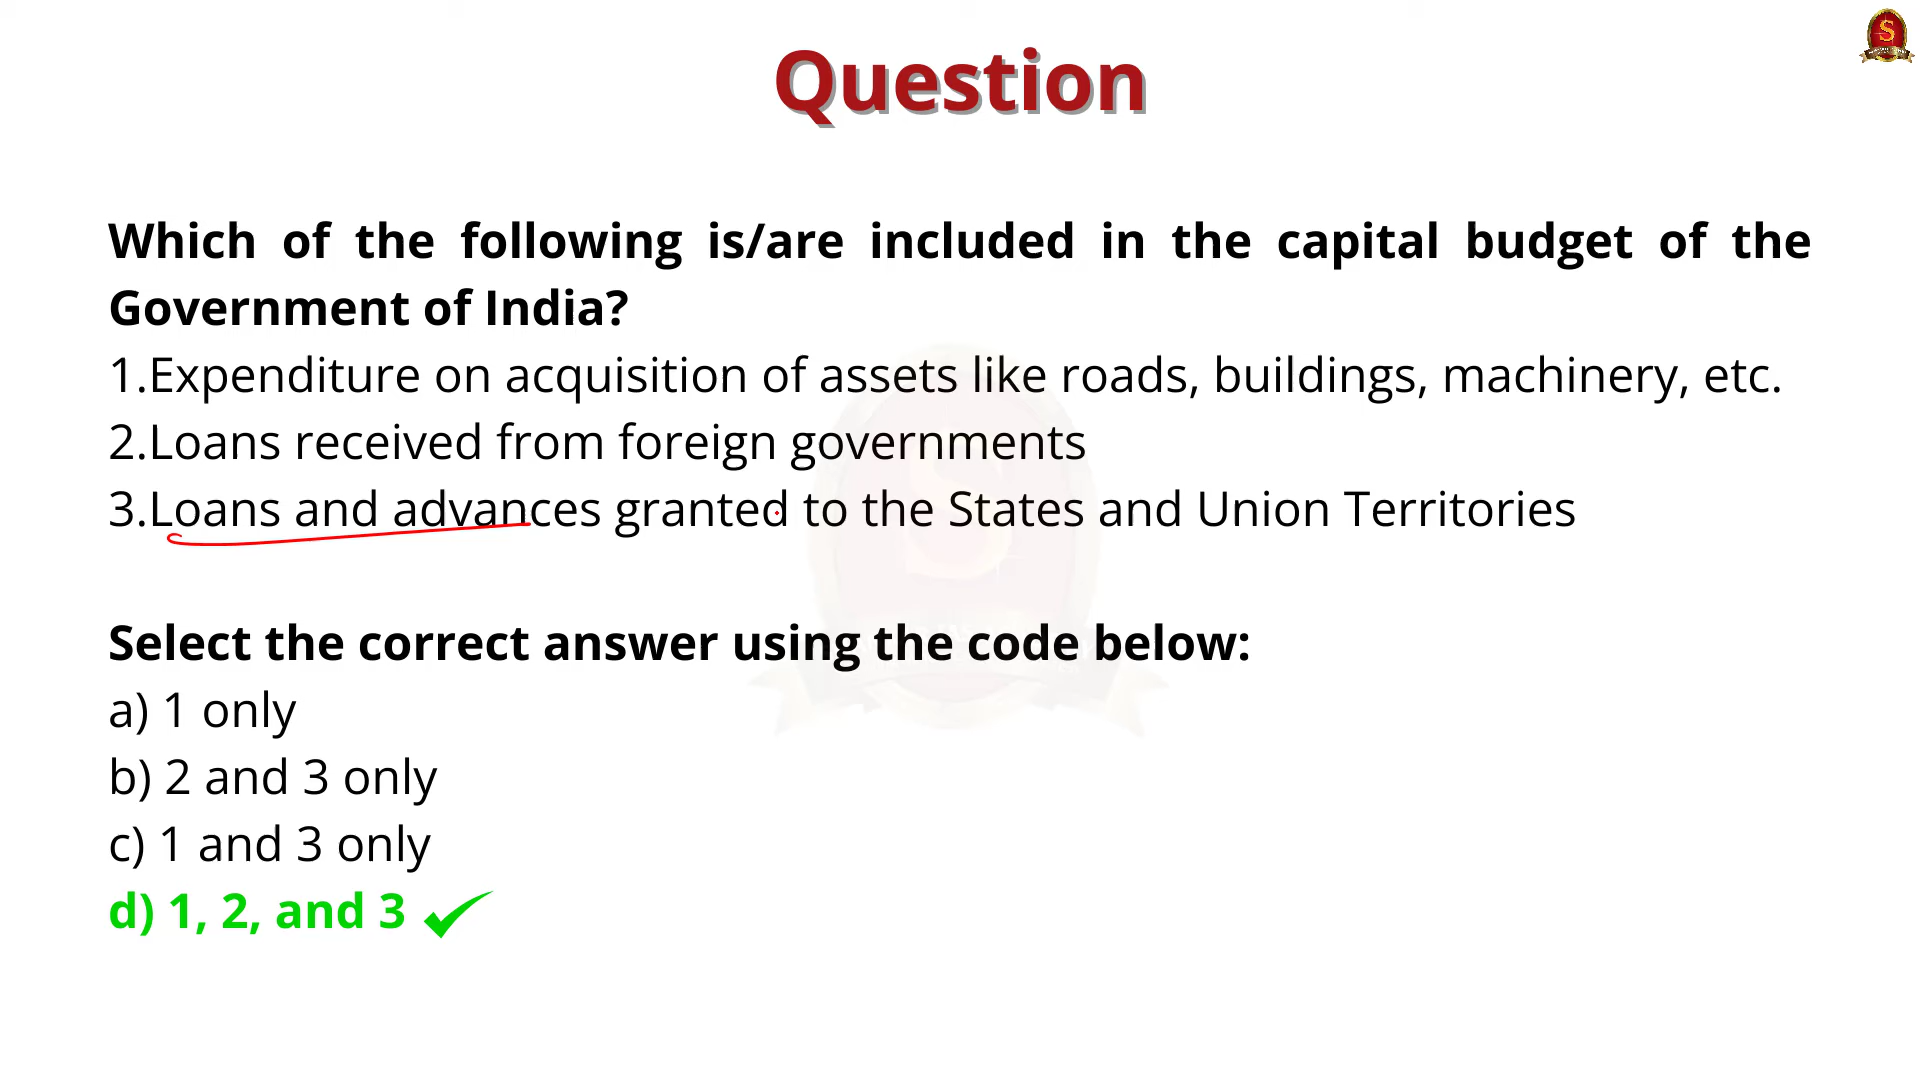 Question
Which of the following is/are included in the capital budget of the
Government of India?
1.Expenditure on acquisition of assets like roads, buildings, machinery, etc.
2.Loans received from foreign governments
3.Loans and advances granted to the States and Union Territories
Select the correct answer using the code below:
a) 1 only
b) 2 and 3 only
c) 1 and 3 only
d) 1, 2, and 3